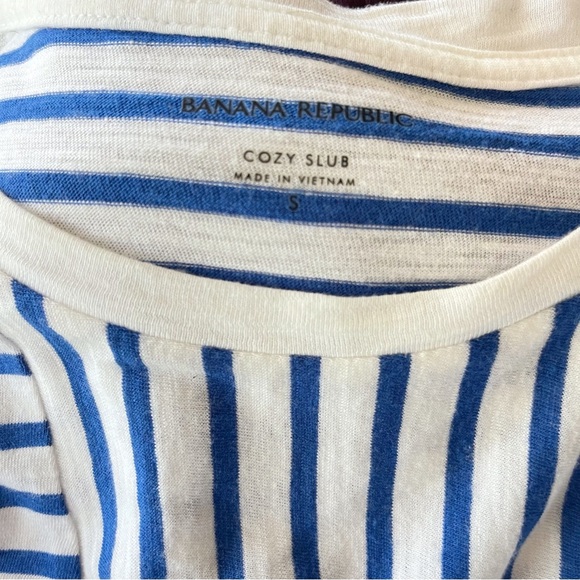 BANANA REPUBLIC
COZY SLUB
MADE IN VIETNAM
S